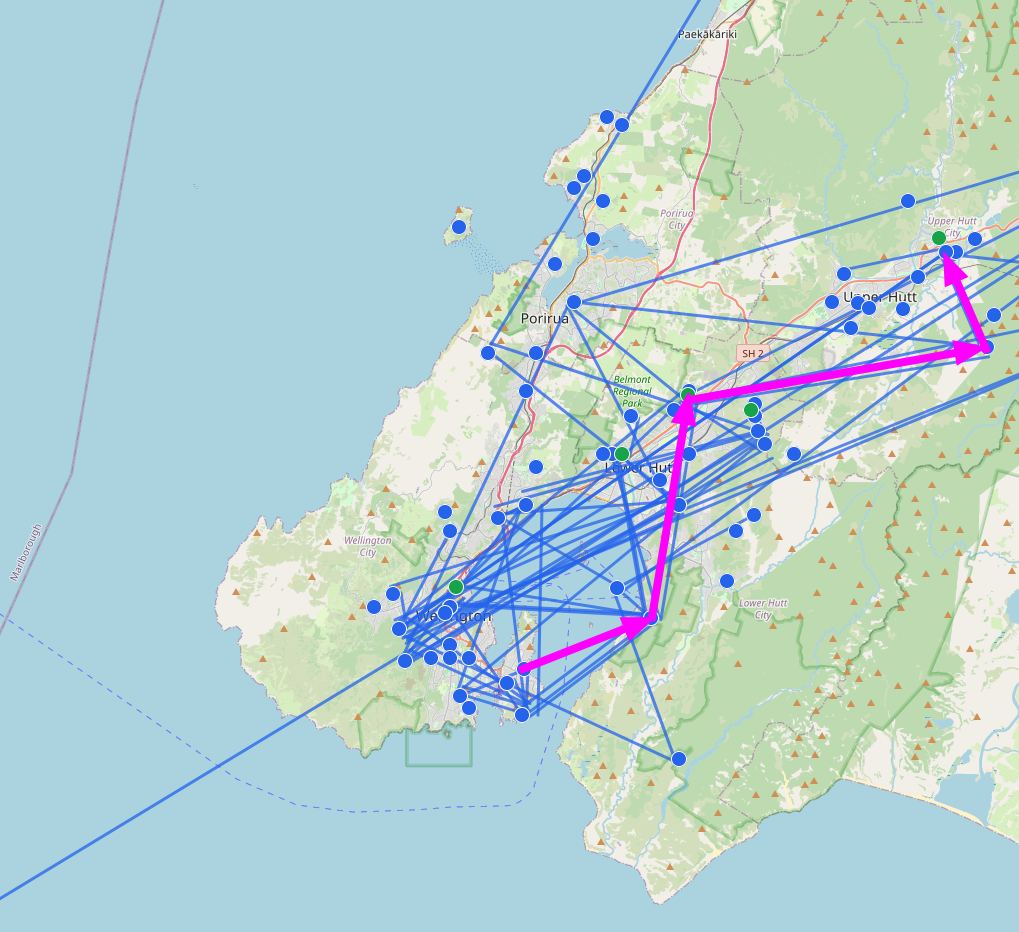 Paekākāriki
Porirua
City
Upper Hutt
City
Upper Hutt
Porirua
SH 2
Belmont
Regional
Park
Lower Hutt
Marlborough
Wellington
City
Wellington
Lower Hutt
City